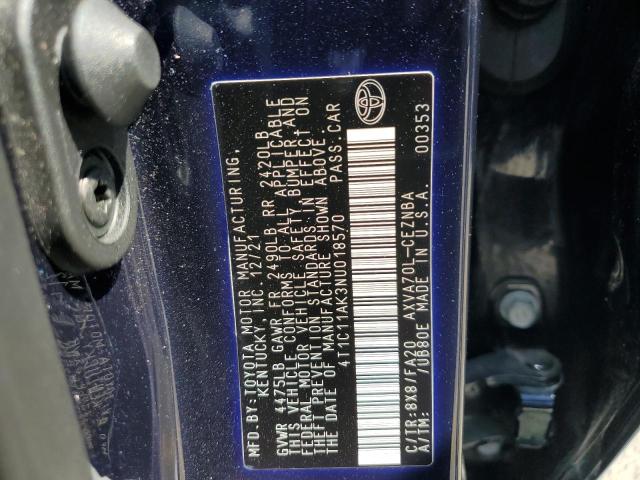 MFD.BY:TOYOTA MOTOR MANUFACTURING,
KENTUCKY, INC. 12/21
GVWR 4475LB GAWR FR 2490LB RR 2420LB
THIS VEHICLE CONFORMS TO ALL APPLICABLE
FEDERAL MOTOR VEHICLE SAFETY, BUMPER, AND
THEFT PREVENTION STANDARDS IN EFFECT ON
THE DATE OF MANUFACTURE SHOWN ABOVE.
4T1C11AK3NU018570 PASS.CAR
C/TR:8X8/FA20 AXVA70L-CEZNBA
A/TM: /UB80E MADE IN U.S.A. 00353